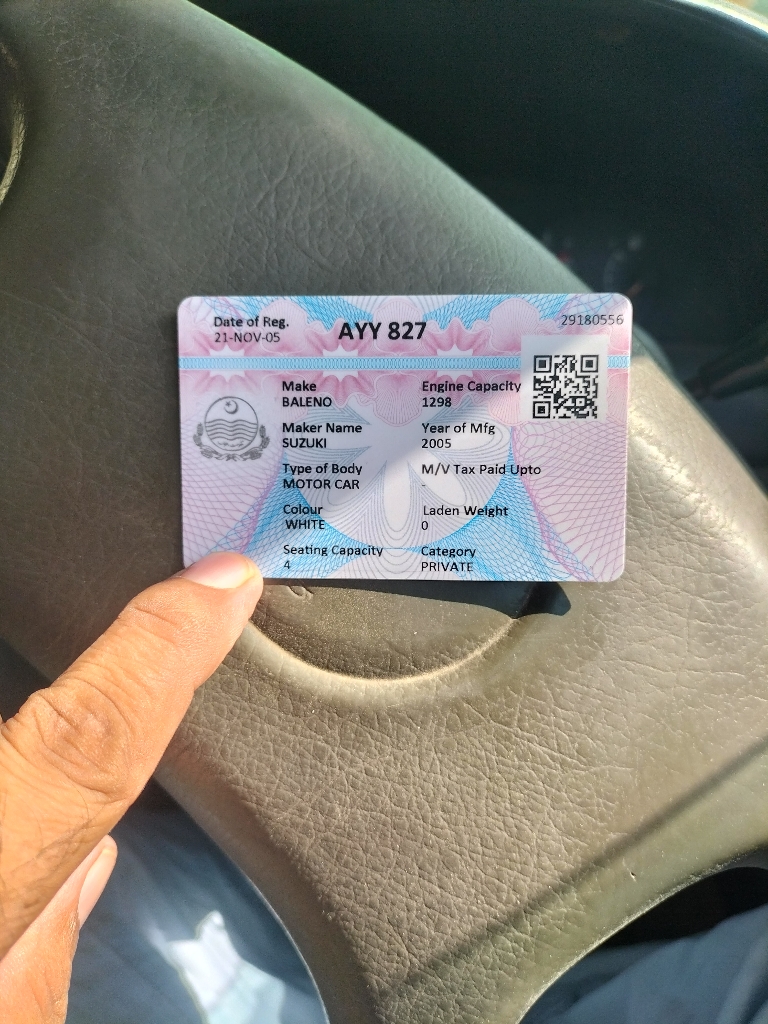 Date of Reg.
21-NOV-05
AYY 827
29180556
Make
BALENO
Engine Capacity
1298
Maker Name
SUZUKI
Year of Mfg
2005
Type of Body
MOTOR CAR
M/V Tax Paid Upto
-
Colour
WHITE
Laden Weight
0
Seating Capacity
4
Category
PRIVATE